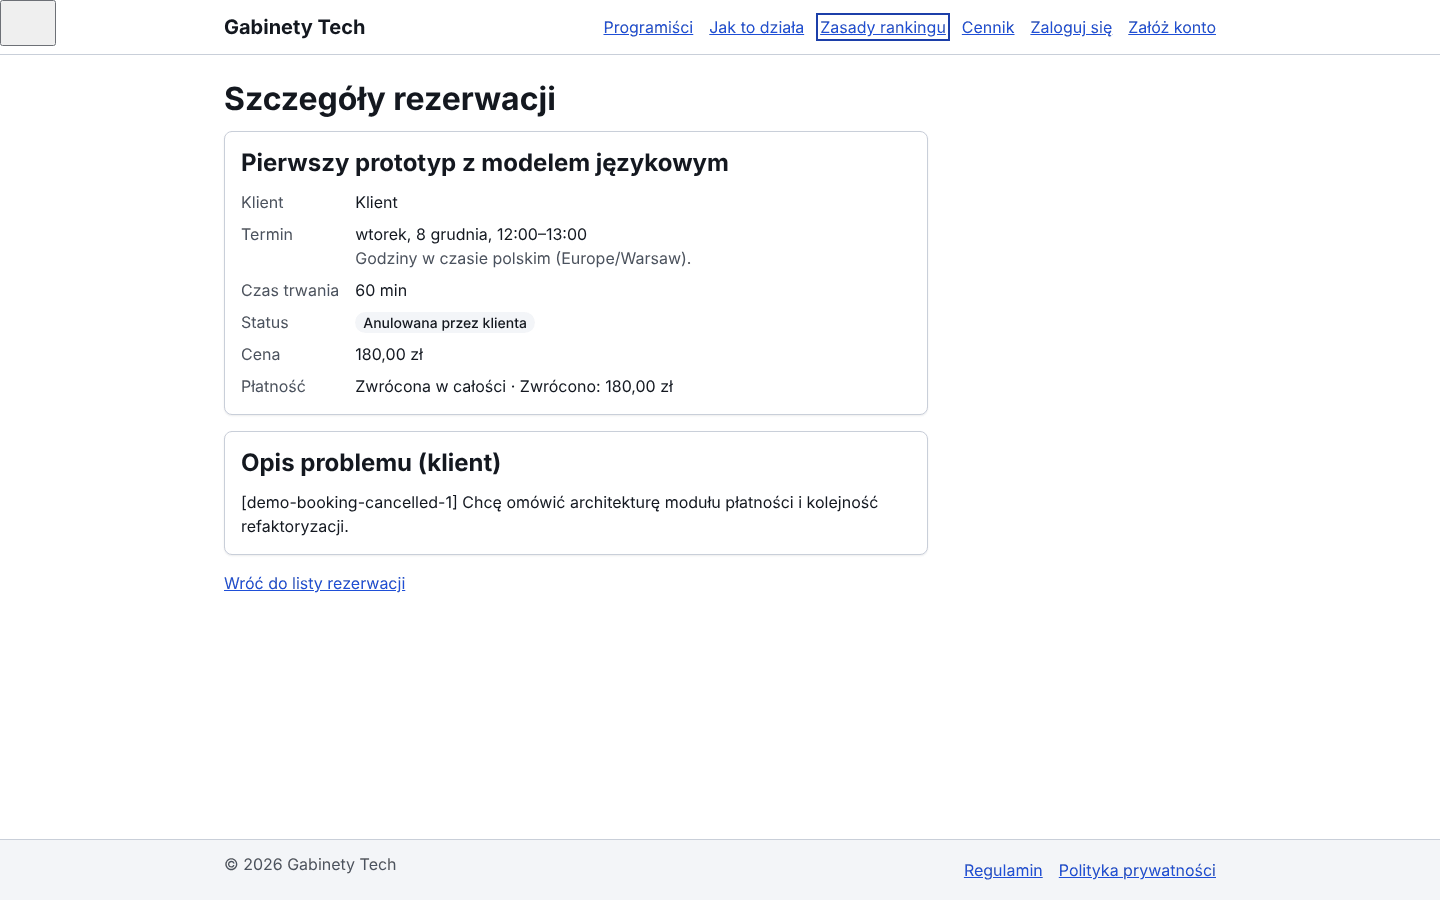 Gabinety Tech
Programiści Jak to działa Zasady rankingu Cennik Zaloguj się Załóż konto
Szczegóły rezerwacji
Pierwszy prototyp z modelem językowym
Klient Klient
Termin wtorek, 8 grudnia, 12:00–13:00
Godziny w czasie polskim (Europe/Warsaw).
Czas trwania 60 min
Status Anulowana przez klienta
Cena 180,00 zł
Płatność Zwrócona w całości · Zwrócono: 180,00 zł
Opis problemu (klient)
[demo-booking-cancelled-1] Chcę omówić architekturę modułu płatności i kolejność
refaktoryzacji.
Wróć do listy rezerwacji
© 2026 Gabinety Tech
Regulamin Polityka prywatności